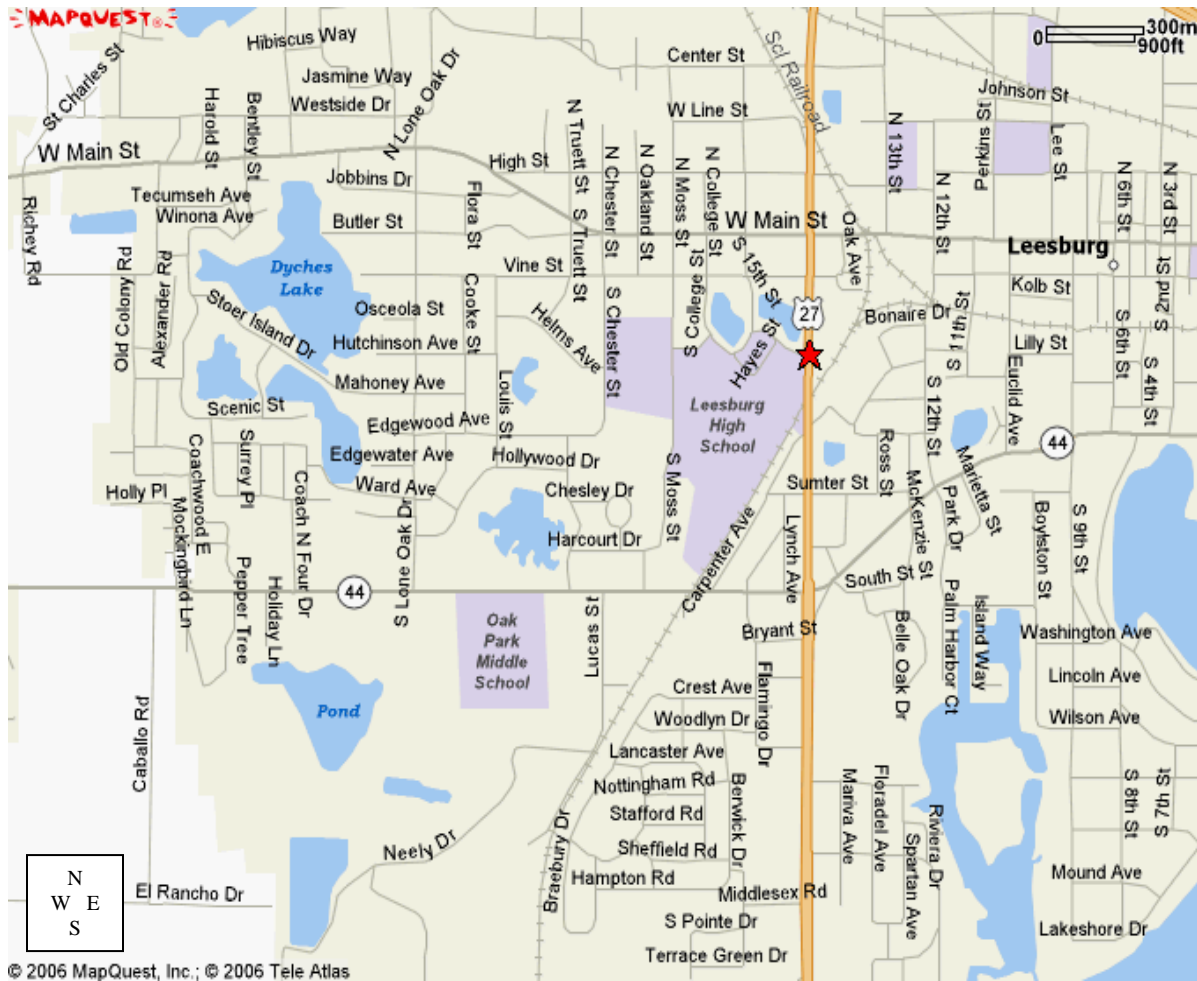 MAPQUEST®
Hibiscus Way
Scl Railroad
300m
0
900ft
St Charles St
Jasmine Way
Center St
Johnson St
Harold St
Bentley St
Westside Dr
N Lone Oak Dr
N Truett St
W Line St
N 13th St
Perkins St
Lee St
W Main St
High St
N Chester St
N Oakland St
N Moss St
N College St
N 12th St
N 6th St
N 3rd St
Tecumseh Ave
Jobbins Dr
Flora St
Winona Ave
Butler St
S Truett St
W Main St
Oak Ave
Leesburg
Richey Rd
Old Colony Rd
Alexander Rd
Dyches
Lake
Vine St
S College St
S 15th St
Kolb St
S 2nd St
Stoer Island Dr
Osceola St
Cooke St
Helms Ave
S Chester St
27
Bonaire Dr
S 11th St
S 6th St
Hutchinson Ave
Hayes St
Lilly St
S 4th St
Mahoney Ave
Louis St
S 12th St
Euclid Ave
Scenic St
Edgewood Ave
Leesburg
High
School
44
Coachwood E
Surrey Pl
Edgewater Ave
Hollywood Dr
S Moss St
Ross St
Marietta St
Holly Pl
Coach N Four Dr
Ward Ave
Chesley Dr
Sumter St
McKenzie St
Park Dr
Mockingbird Ln
S Lone Oak Dr
Harcourt Dr
Carpenter Ave
Lynch Ave
Boylston St
S 9th St
Pepper Tree
Holiday Ln
44
South St
Palm Harbor Ct
Island Way
Oak
Park
Middle
School
Lucas St
Bryant St
Belle Oak Dr
Washington Ave
Flamingo Dr
Crest Ave
Lincoln Ave
Caballo Rd
Pond
Woodlyn Dr
Wilson Ave
Lancaster Ave
Nottingham Rd
Berwick Dr
Mariva Ave
Floradel Ave
S 8th St
S 7th St
Stafford Rd
Riviera Dr
Neely Dr
Braebury Dr
Sheffield Rd
Spartan Ave
N
W E
S
El Rancho Dr
Hampton Rd
Middlesex Rd
Mound Ave
S Pointe Dr
Lakeshore Dr
Terrace Green Dr
© 2006 MapQuest, Inc.; © 2006 Tele Atlas